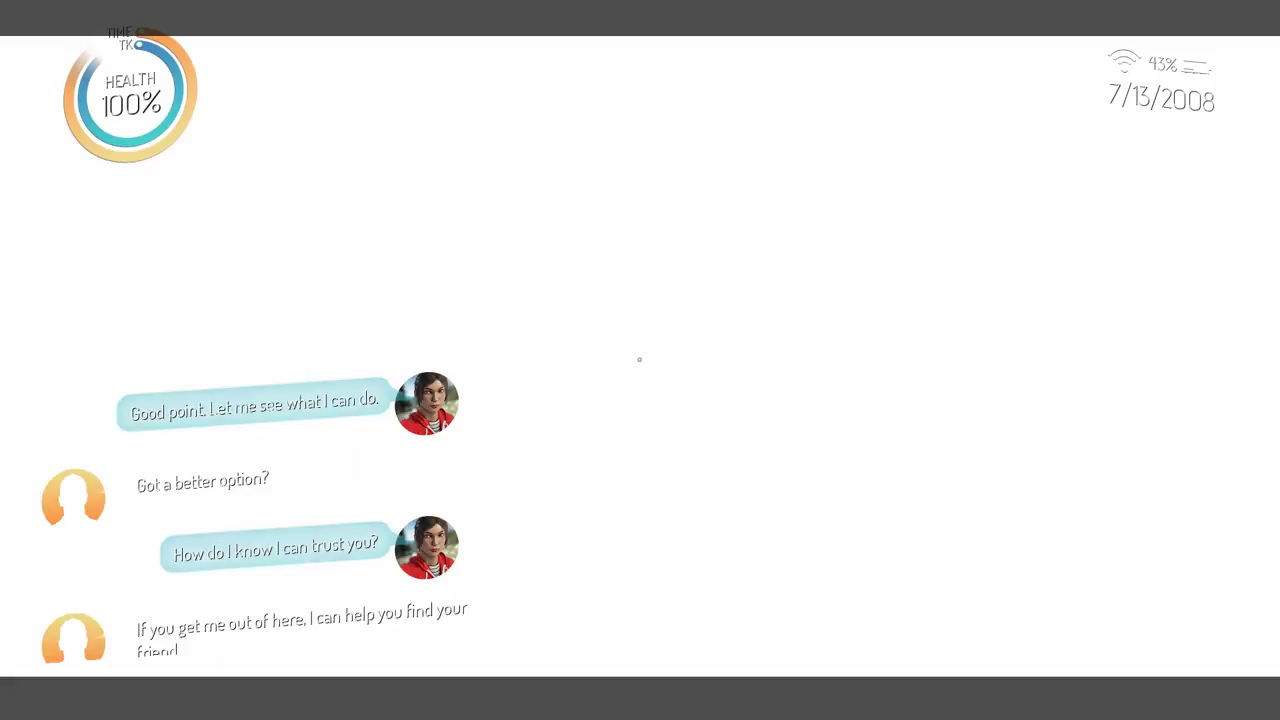 TIME
TK
HEALTH
100%
43%
7/13/2008
Good point. Let me see what I can do.
Got a better option?
How do I know I can trust you?
If you get me out of here, I can help you find your
friend